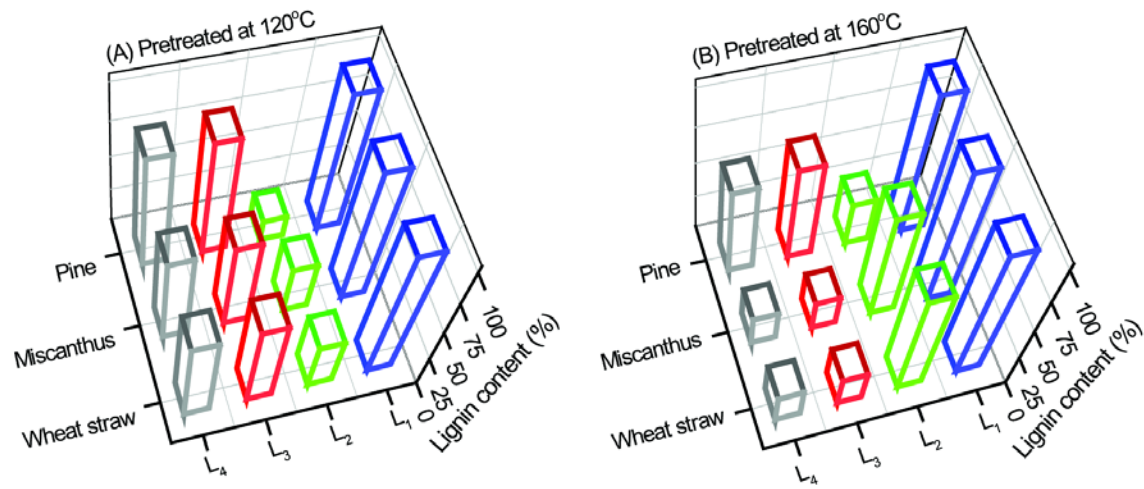 (A) Pretreated at 120°C
Pine
Miscanthus
Wheat straw
L₄
L₃
L₂
L₁
0
25
50
75
100
Lignin content (%)
(B) Pretreated at 160°C
Pine
Miscanthus
Wheat straw
L₄
L₃
L₂
L₁
0
25
50
75
100
Lignin content (%)